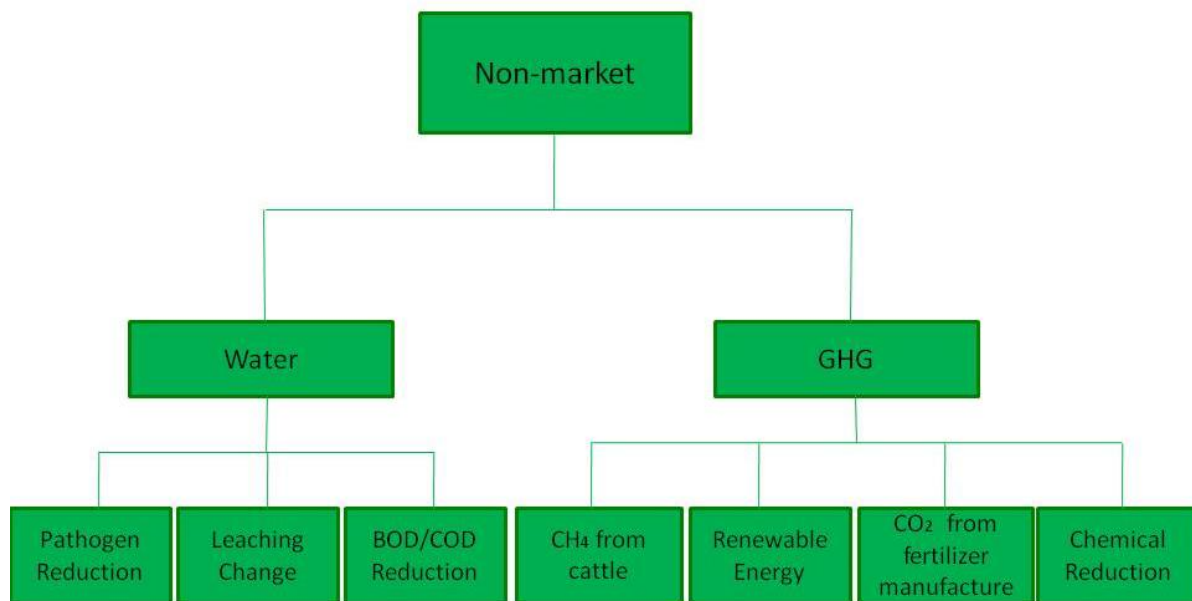 Non-market
Water
GHG
Pathogen
Reduction
Leaching
Change
BOD/COD
Reduction
CH₄ from
cattle
Renewable
Energy
CO₂ from
fertilizer
manufacture
Chemical
Reduction